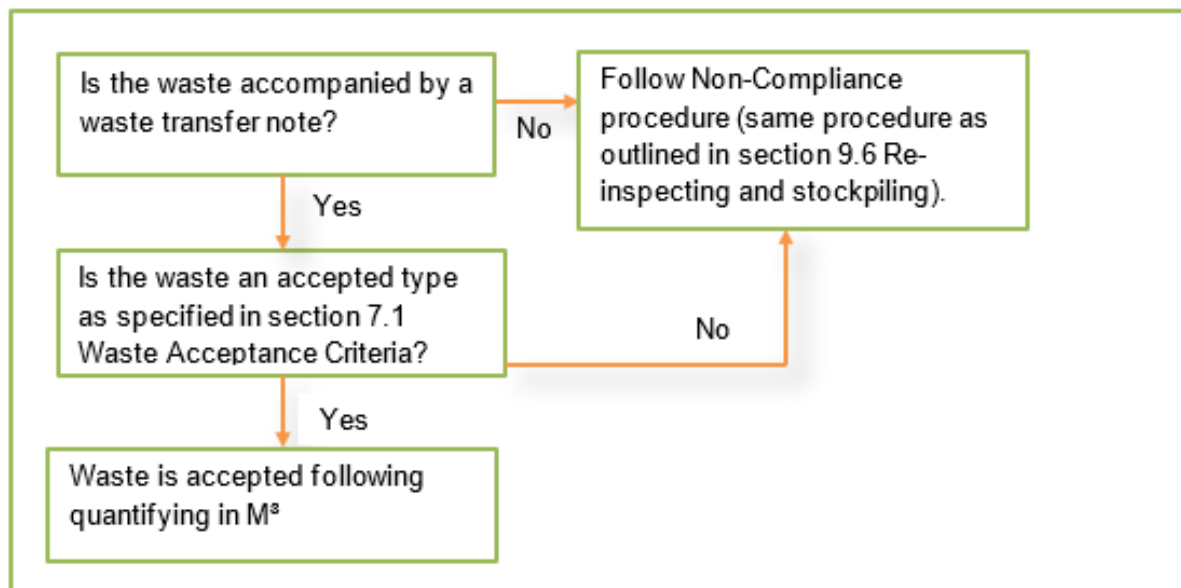 Is the waste accompanied by a
waste transfer note?
No
Follow Non-Compliance
procedure (same procedure as
outlined in section 9.6 Re-
inspecting and stockpiling).
Yes
Is the waste an accepted type
as specified in section 7.1
Waste Acceptance Criteria?
No
Yes
Waste is accepted following
quantifying in M³